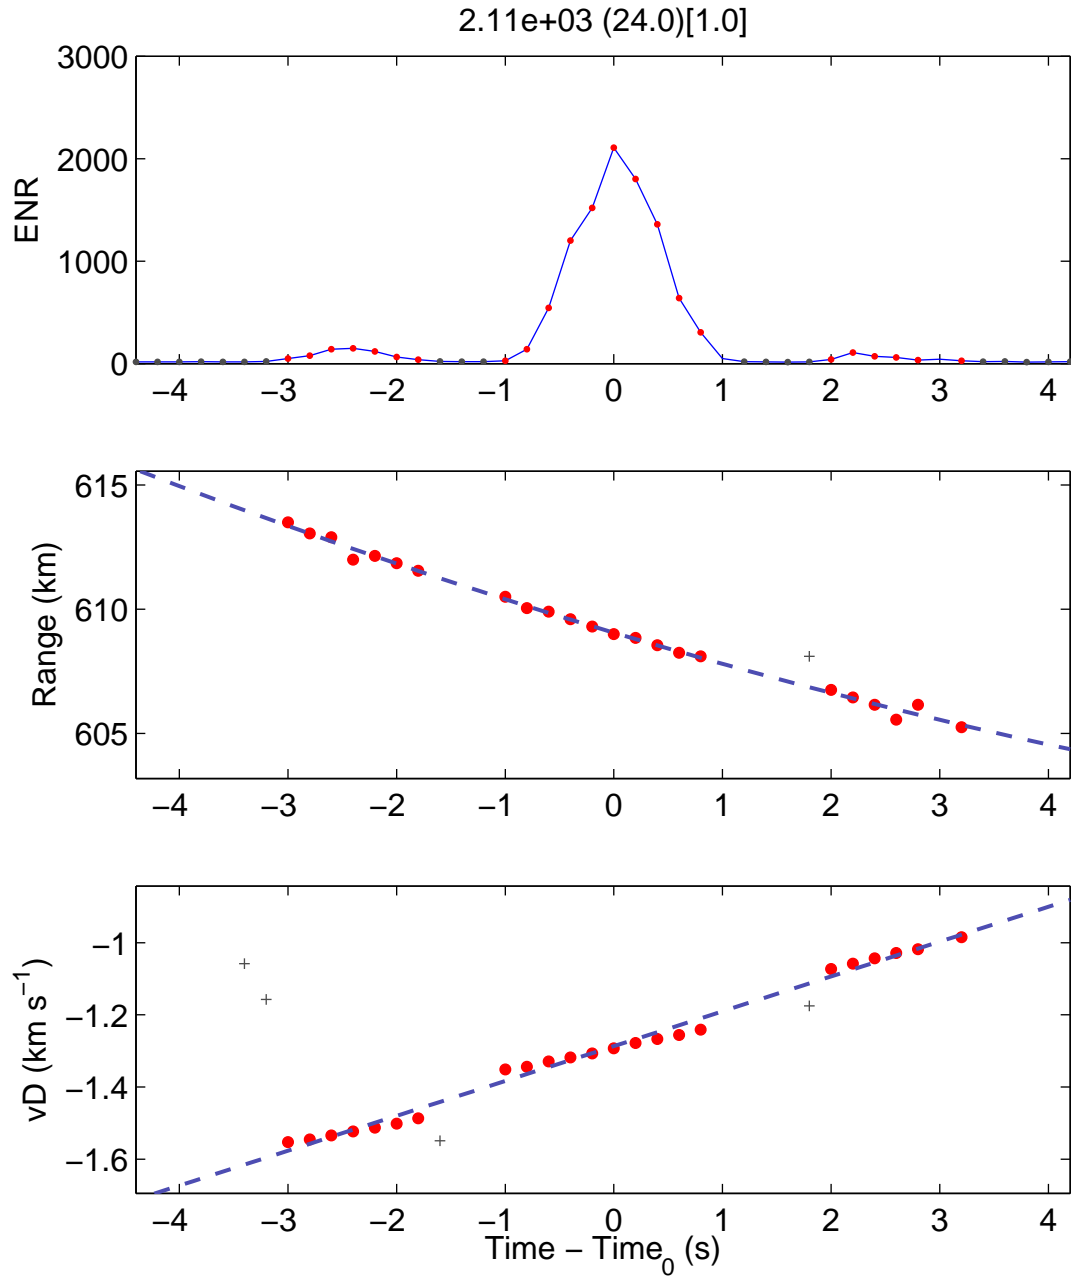 2.11e+03 (24.0)[1.0]
3000
2000
1000
0
ENR
−4 −3 −2 −1 0 1 2 3 4
615
610
605
Range (km)
−4 −3 −2 −1 0 1 2 3 4
−1
−1.2
−1.4
−1.6
vD (km s−1)
−4 −3 −2 −1 0 1 2 3 4
Time − Time0 (s)